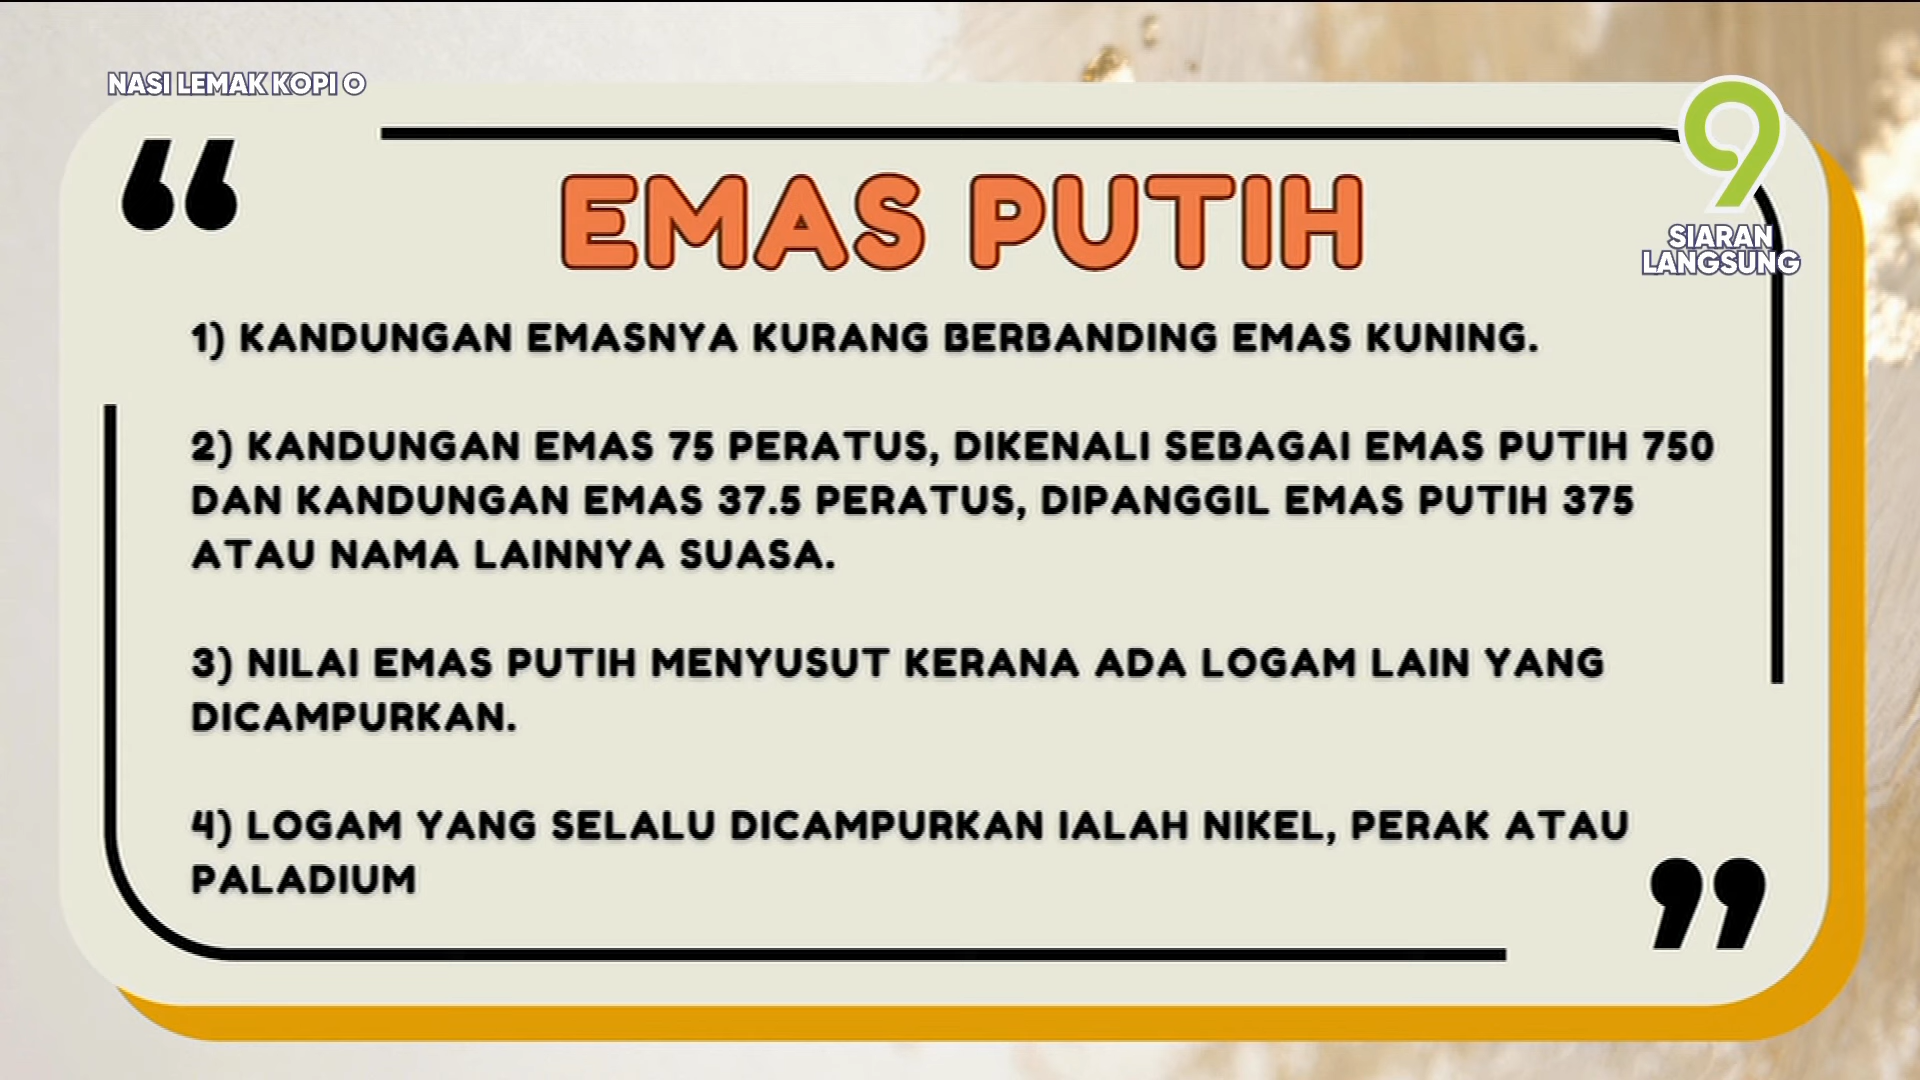 NASI LEMAK KOPI O
9
SIARAN
LANGSUNG
“
EMAS PUTIH
1) KANDUNGAN EMASNYA KURANG BERBANDING EMAS KUNING.
2) KANDUNGAN EMAS 75 PERATUS, DIKENALI SEBAGAI EMAS PUTIH 750
DAN KANDUNGAN EMAS 37.5 PERATUS, DIPANGGIL EMAS PUTIH 375
ATAU NAMA LAINNYA SUASA.
3) NILAI EMAS PUTIH MENYUSUT KERANA ADA LOGAM LAIN YANG
DICAMPURKAN.
4) LOGAM YANG SELALU DICAMPURKAN IALAH NIKEL, PERAK ATAU
PALADIUM
”